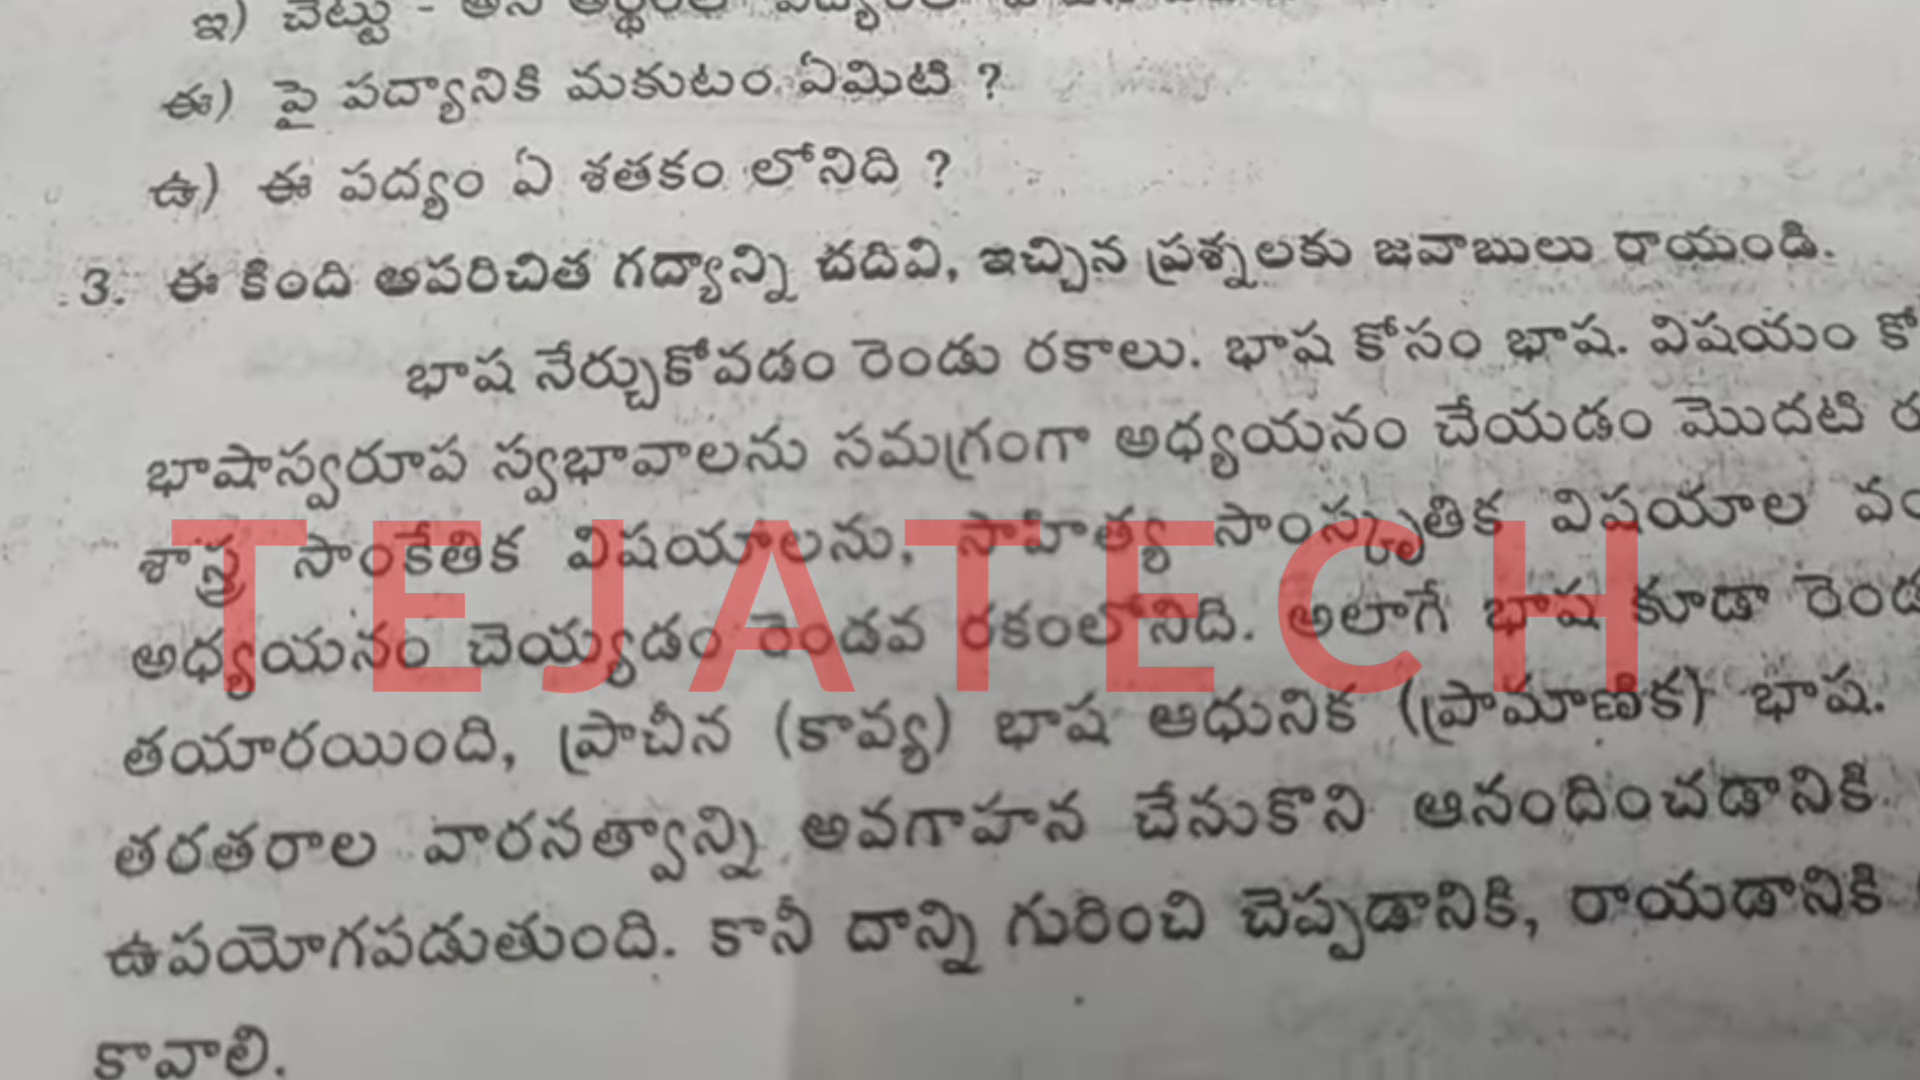 ఇ) చెట్టు - అనే
ఈ) పై పద్యానికి మకుటం ఏమిటి ?
ఉ) ఈ పద్యం ఏ శతకం లోనిది ?
3. ఈ కింది అపరిచిత గద్యాన్ని చదివి, ఇచ్చిన ప్రశ్నలకు జవాబులు రాయండి.
భాష నేర్చుకోవడం రెండు రకాలు. భాష కోసం భాష. విషయం
భాషాస్వరూప స్వభావాలను సమగ్రంగా అధ్యయనం చేయడం మొదటి
శాస్త్ర సాంకేతిక విషయాలను, సాహిత్య సాంస్కృతిక విషయాల
అధ్యయనం చెయ్యడం రెండవ రకంలోనిది. అలాగే భాష కూడా
తయారయింది, ప్రాచీన (కావ్య) భాష ఆధునిక (ప్రామాణిక) భాష.
తరతరాల వారసత్వాన్ని అవగాహన చేసుకొని ఆనందించడానికి
ఉపయోగపడుతుంది. కానీ దాన్ని గురించి చెప్పడానికి, రాయడానికి
కావాలి.
TEJATECH